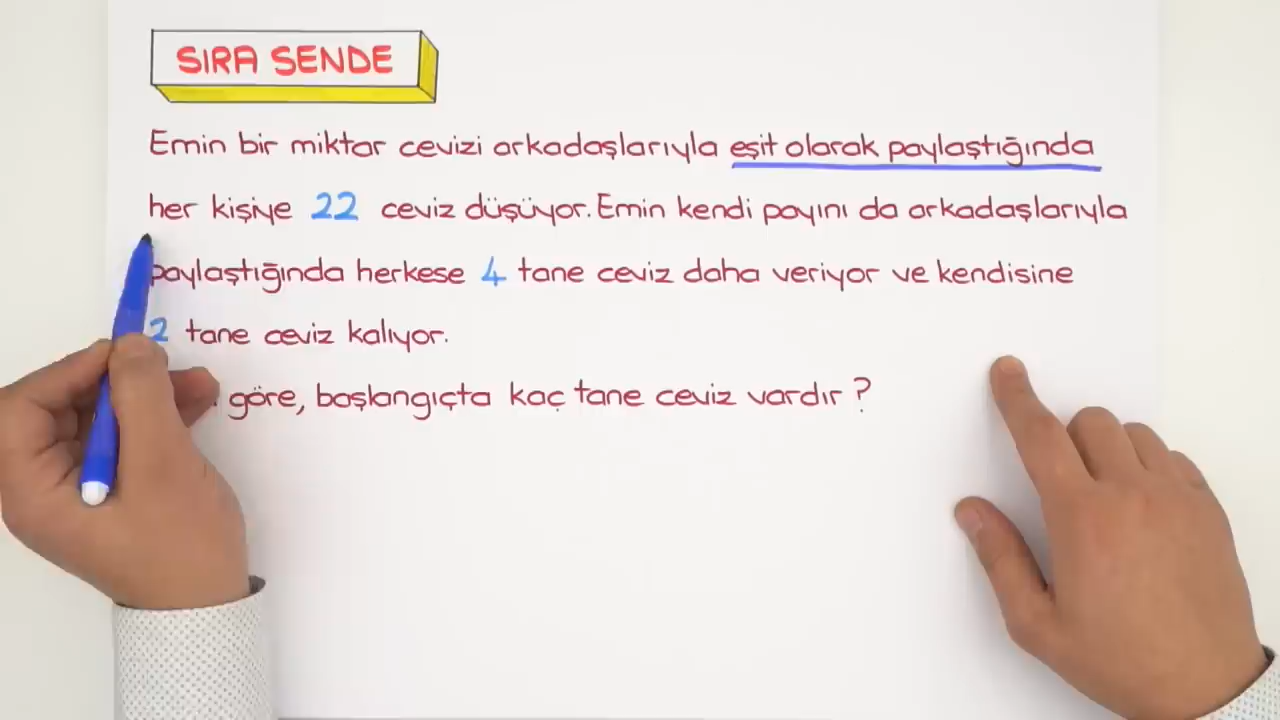 SIRA SENDE
Emin bir miktar cevizi arkadaşlarıyla eşit olarak paylaştığında
her kişiye 22 ceviz düşüyor. Emin kendi payını da arkadaşlarıyla
paylaştığında herkese 4 tane ceviz daha veriyor ve kendisine
2 tane ceviz kalıyor.
göre, başlangıçta kaç tane ceviz vardır?